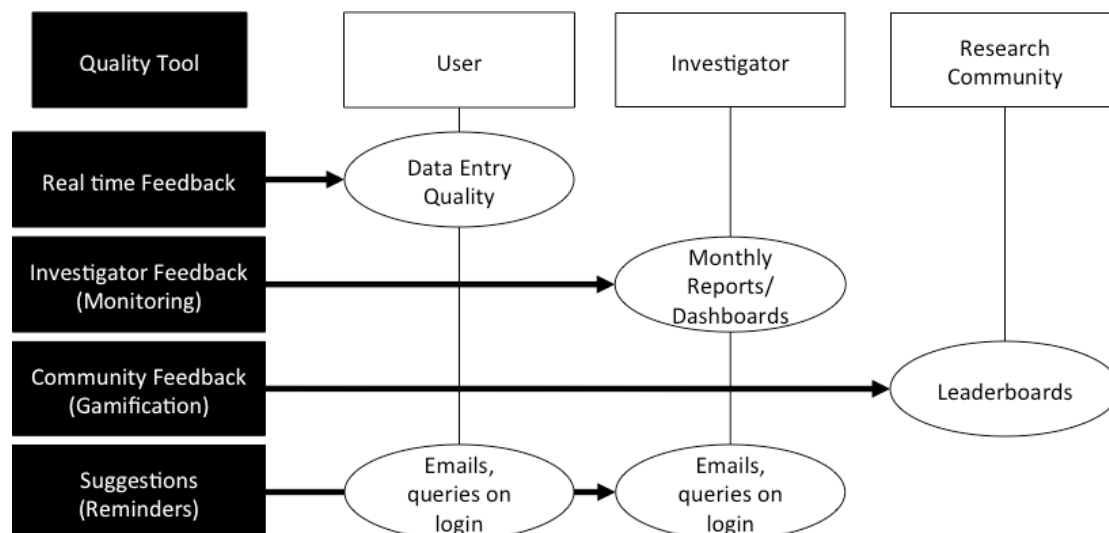 Quality Tool
User
Investigator
Research
Community
Real time Feedback
Data Entry
Quality
Investigator Feedback
(Monitoring)
Monthly
Reports/
Dashboards
Community Feedback
(Gamification)
Leaderboards
Suggestions
(Reminders)
Emails,
queries on
login
Emails,
queries on
login